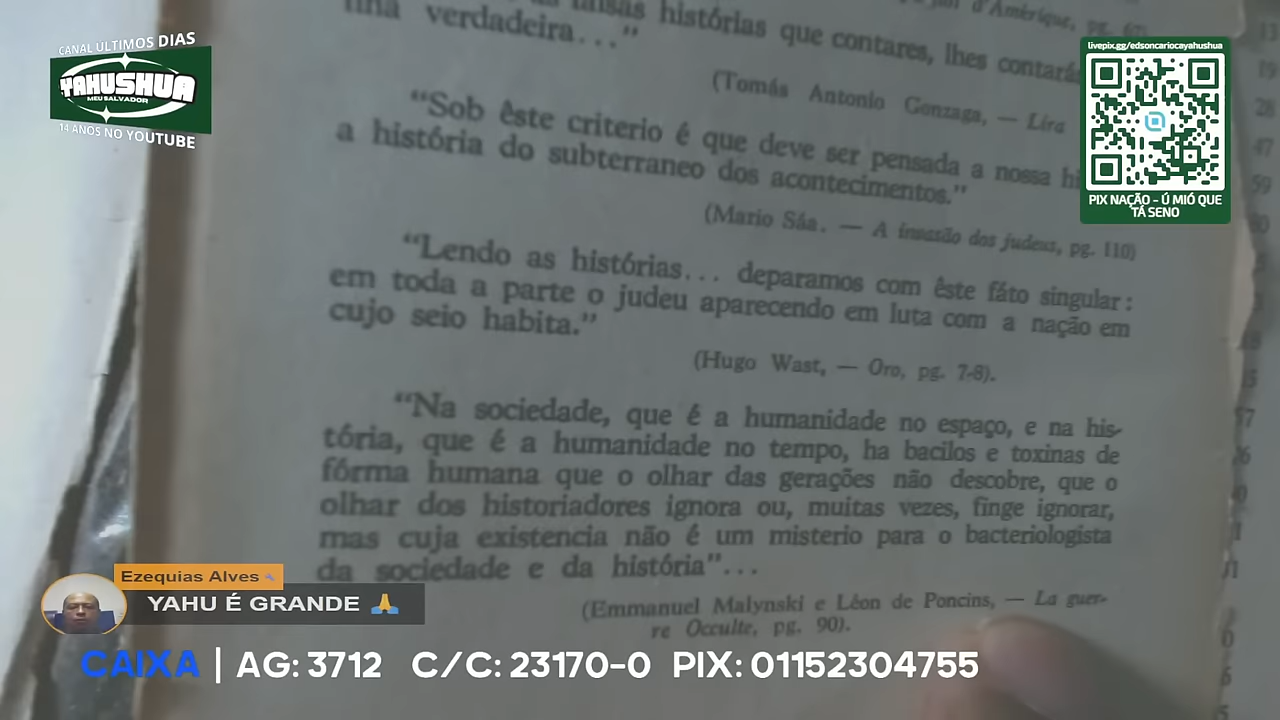 CANAL ÚLTIMOS DIAS
YAHUSHUA
MEU SALVADOR
14 ANOS NO YOUTUBE
livepix.gg/edsoncariocayahushua
PIX NAÇÃO - Ú MIÓ QUE
TÁ SENO
d'Amérique, pg.
histórias que contares, lhes contará
verdadeira..."
(Tomás Antonio Gonzaga, — Lira
"Sob êste criterio é que deve ser pensada a nossa
a história do subterraneo dos acontecimentos."
(Mario Sáa. — A invasão dos judeus, pg. 110)
"Lendo as histórias... deparamos com êste fáto singular:
em toda a parte o judeu aparecendo em luta com a nação em
cujo seio habita."
(Hugo Wast, — Oro, pg. 7-8).
"Na sociedade, que é a humanidade no espaço, e na his-
tória, que é a humanidade no tempo, ha bacilos e toxinas de
fórma humana que o olhar das gerações não descobre, que o
olhar dos historiadores ignora ou, muitas vezes, finge ignorar,
mas cuja existencia não é um misterio para o bacteriologista
da sociedade e da história"...
(Emmanuel Malynski e Léon de Poncins, — La guer-
re Occulte, pg. 90).
Ezequias Alves
YAHU É GRANDE 🙏
CAIXA | AG: 3712 C/C: 23170-0 PIX: 01152304755